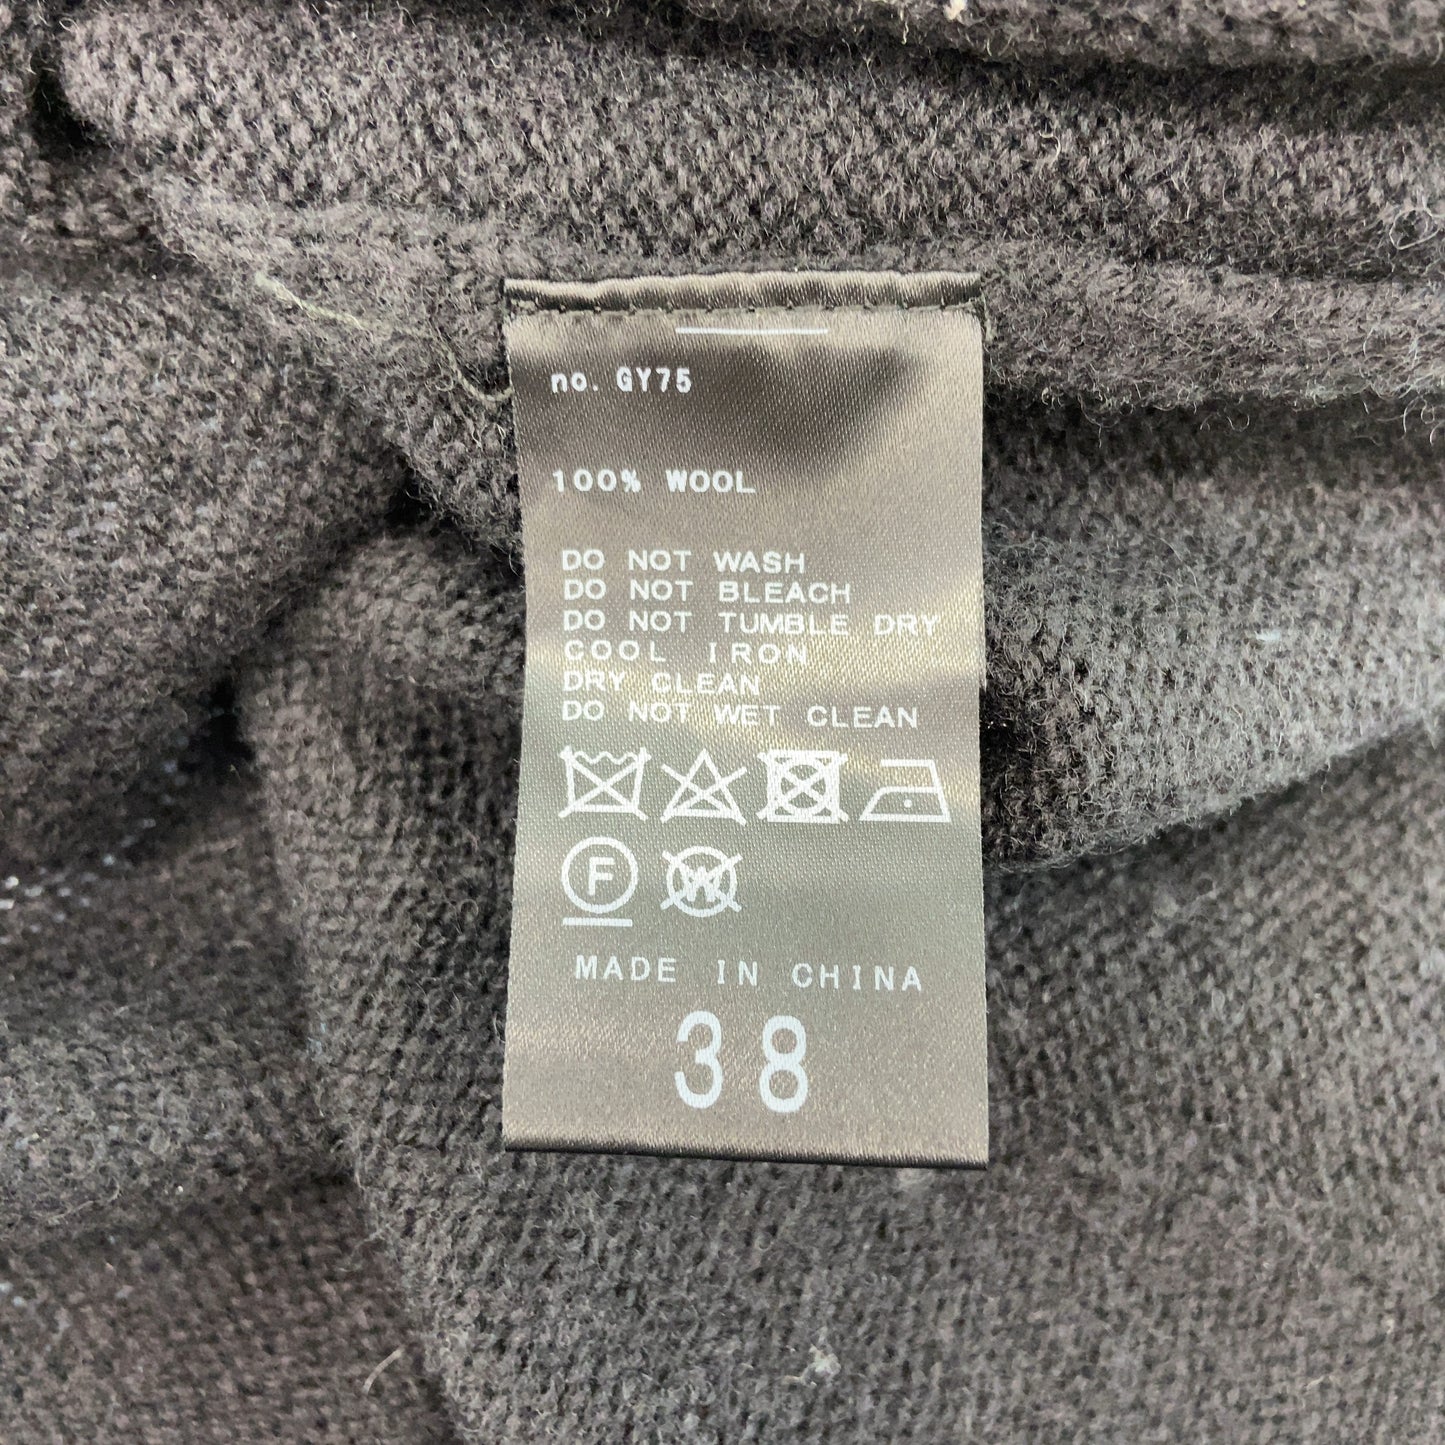 no. GY75
100% WOOL
DO NOT WASH
DO NOT BLEACH
DO NOT TUMBLE DRY
COOL IRON
DRY CLEAN
DO NOT WET CLEAN
F W
MADE IN CHINA
38